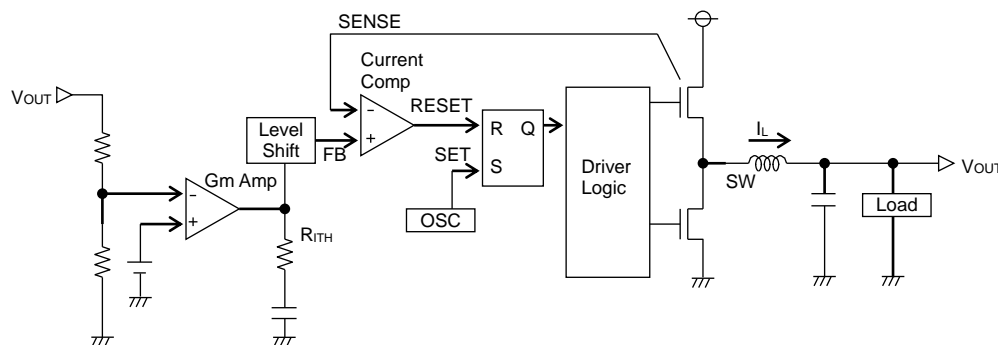 SENSE
Current
Comp
VOUT
RESET
Level
Shift
R Q
IL
FB
SET
S
Driver
Logic
SW
VOUT
Gm Amp
OSC
Load
RITH